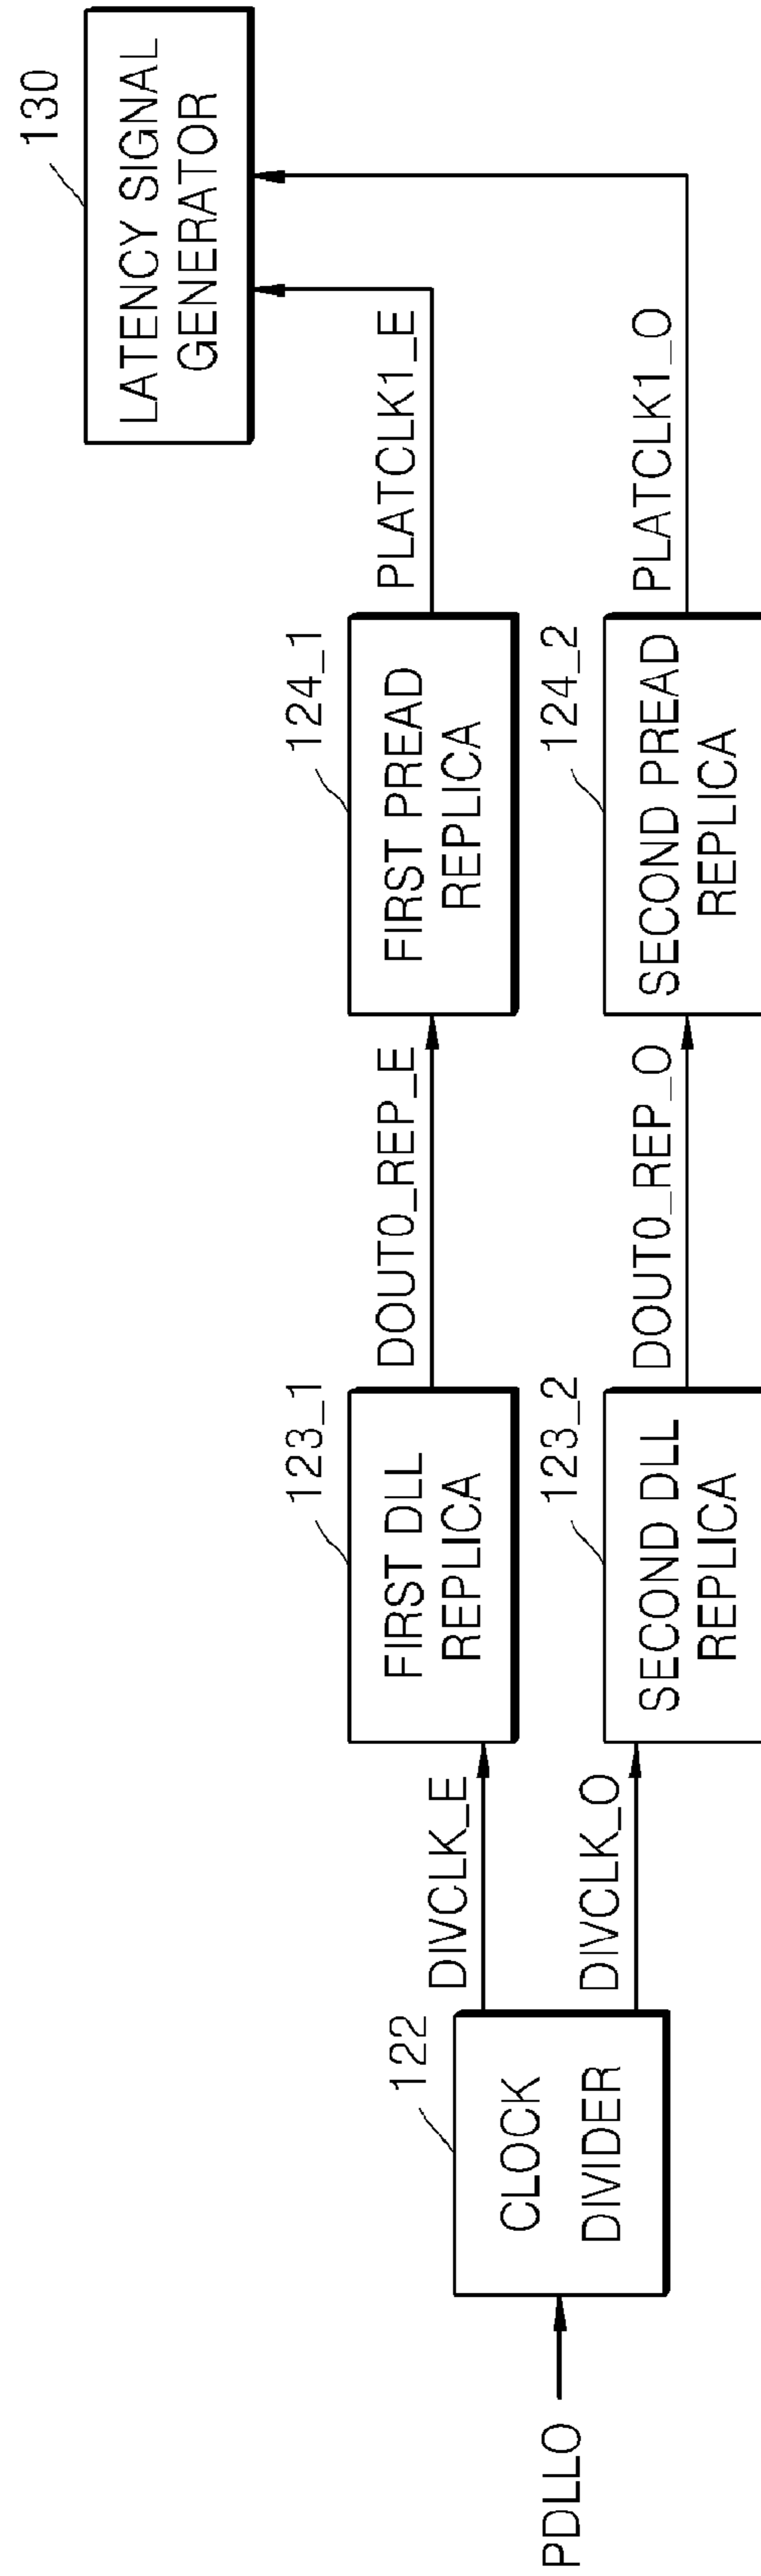 PDLLO
122
CLOCK
DIVIDER
DIVCLK_E
DIVCLK_O
123_1
FIRST DLL
REPLICA
123_2
SECOND DLL
REPLICA
DOUT0_REP_E
DOUT0_REP_O
124_1
FIRST PREAD
REPLICA
124_2
SECOND PREAD
REPLICA
PLATCLK1_E
PLATCLK1_O
130
LATENCY SIGNAL
GENERATOR